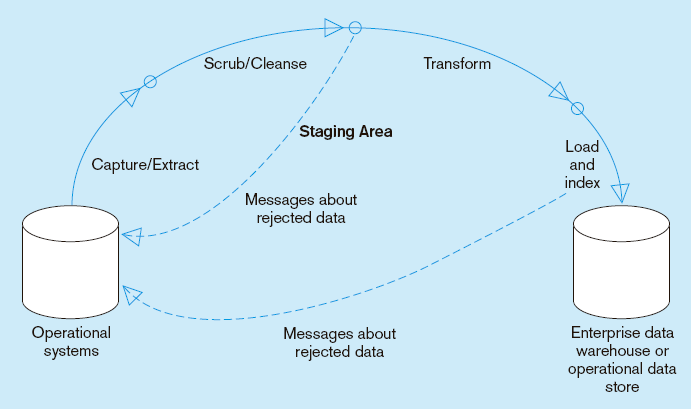 Scrub/Cleanse
Transform
Staging Area
Capture/Extract
Load
and
index
Messages about
rejected data
Operational
systems
Messages about
rejected data
Enterprise data
warehouse or
operational data
store